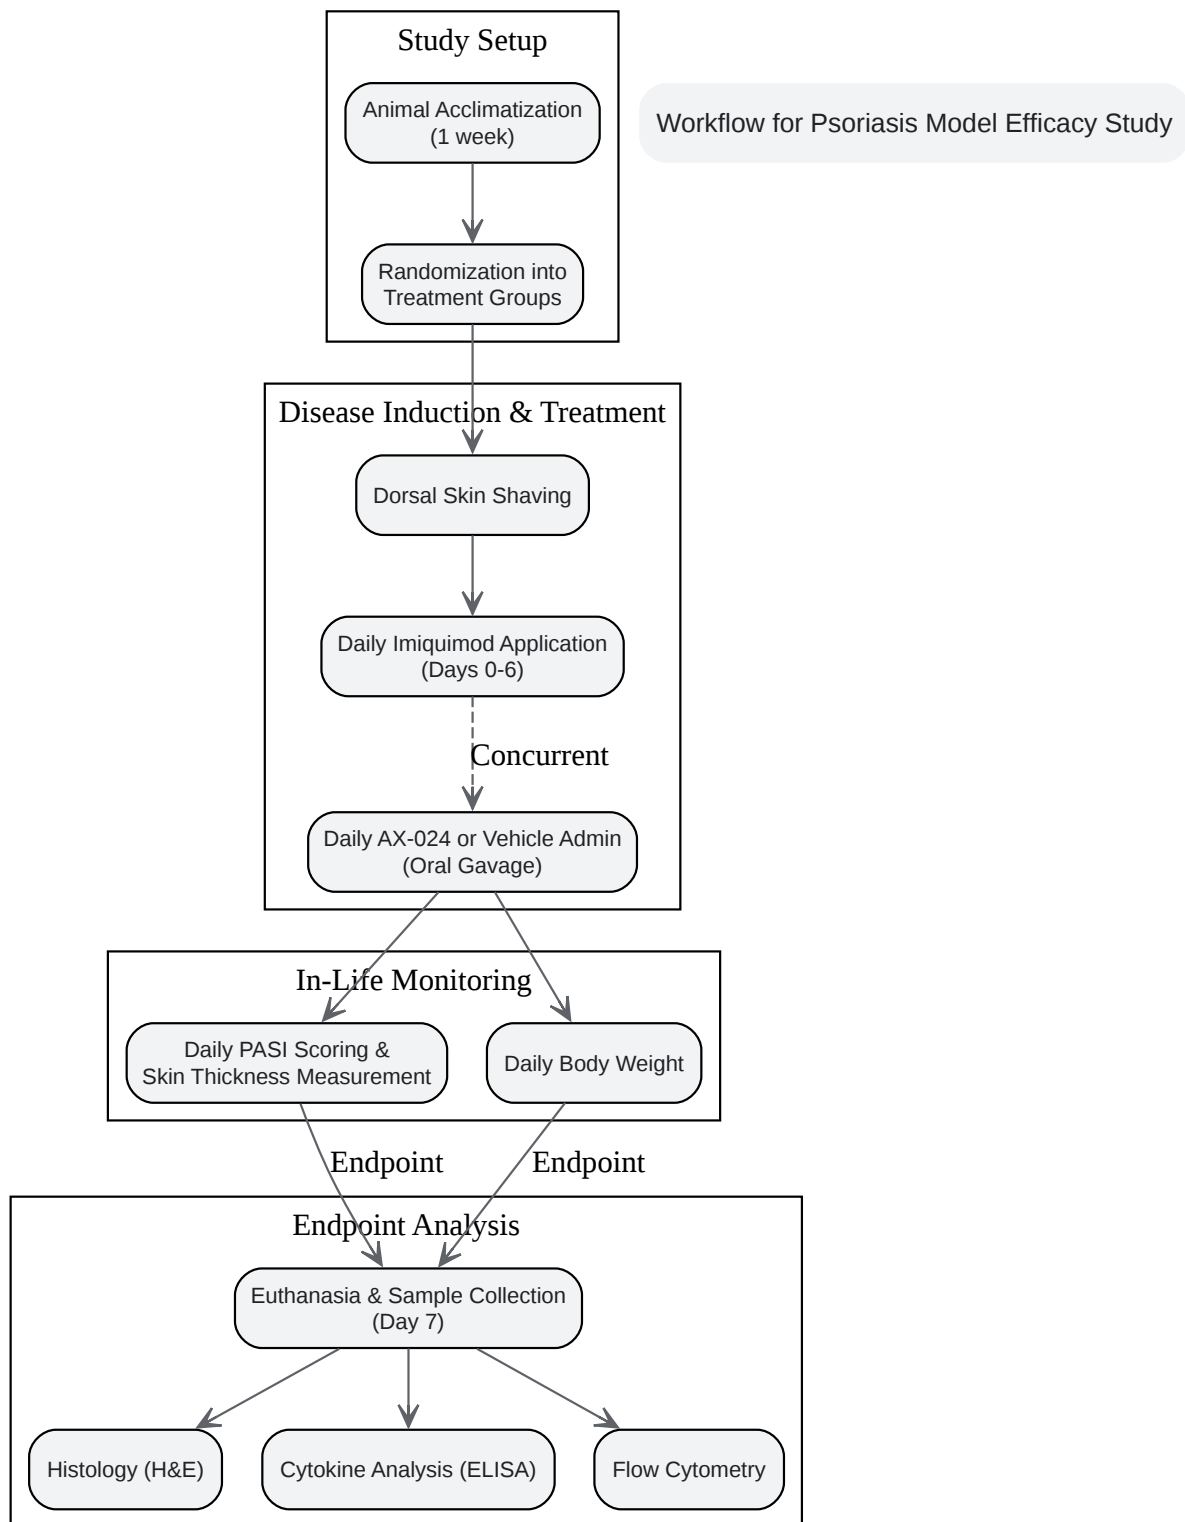 Study Setup
Animal Acclimatization
(1 week)
Workflow for Psoriasis Model Efficacy Study
Randomization into
Treatment Groups
Disease Induction & Treatment
Dorsal Skin Shaving
Daily Imiquimod Application
(Days 0-6)
Concurrent
Daily AX-024 or Vehicle Admin
(Oral Gavage)
In-Life Monitoring
Daily PASI Scoring &
Skin Thickness Measurement
Daily Body Weight
Endpoint
Endpoint
Endpoint Analysis
Euthanasia & Sample Collection
(Day 7)
Histology (H&E)
Cytokine Analysis (ELISA)
Flow Cytometry